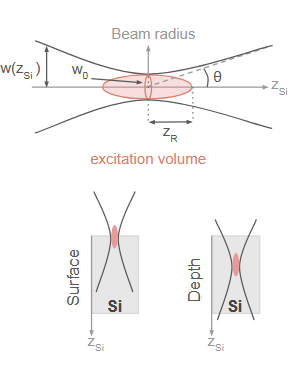 Beam radius
w(z_Si)
w_0
θ
z_Si
z_R
excitation volume
Surface
Si
z_Si
Depth
Si
z_Si